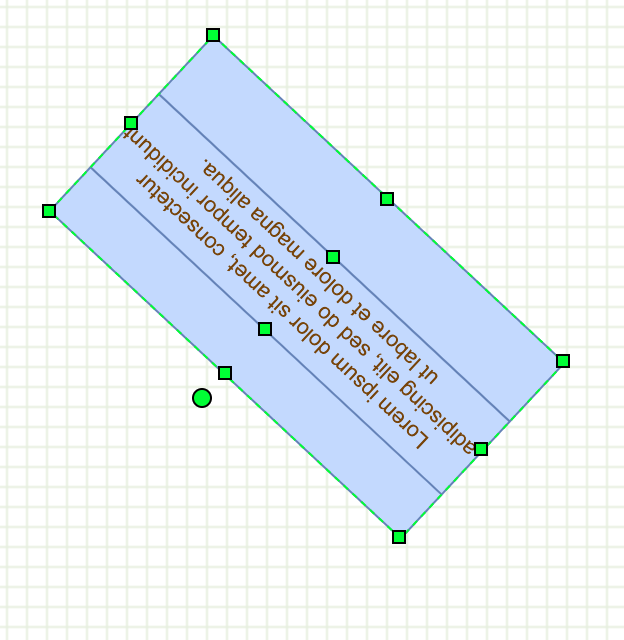 Lorem ipsum dolor sit amet, consectetur
adipiscing elit, sed do eiusmod tempor incididunt
ut labore et dolore magna aliqua.